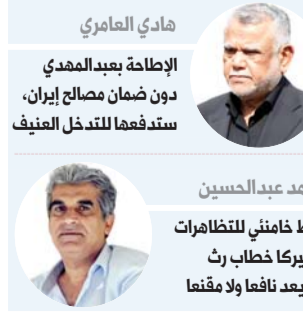 هادي العامري
الإطاحة بعبدالمهدي
دون ضمان مصالح إيران،
ستدفعها للتدخل العنيف
عبدالحسين
خامنئي للتظاهرات
خطاب رث
نافعا ولا مقنعا